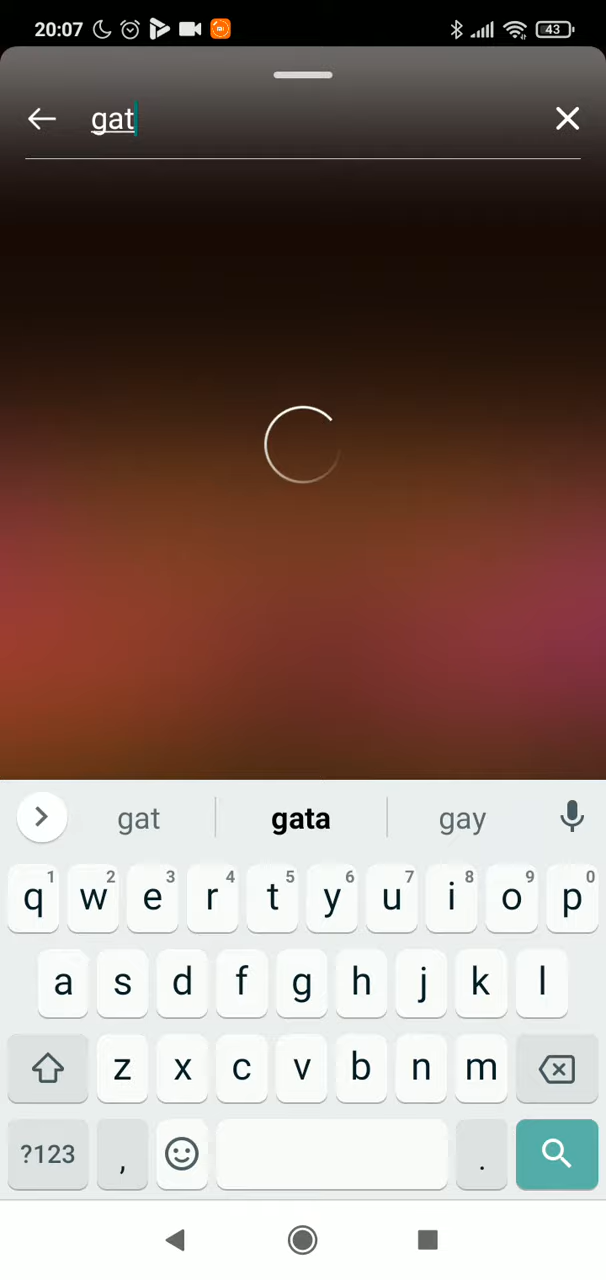 20:07 43
gat
gat gata gay
1 2 3 4 5 6 7 8 9 0
q w e r t y u i o p
a s d f g h j k l
z x c v b n m
?123 , .